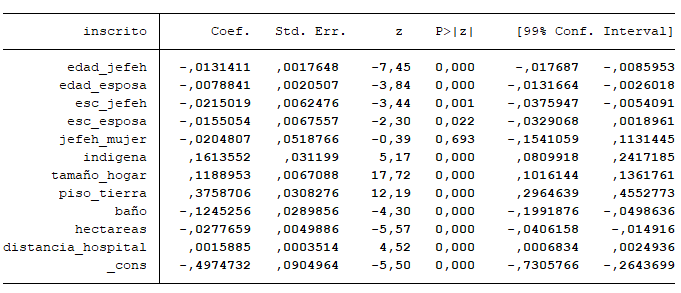 inscrito Coef. Std. Err. z P>|z| [99% Conf. Interval]
edad_jefeh -,0131411 ,0017648 -7,45 0,000 -,017687 -,0085953
edad_esposa -,0078841 ,0020507 -3,84 0,000 -,0131664 -,0026018
esc_jefeh -,0215019 ,0062476 -3,44 0,001 -,0375947 -,0054091
esc_esposa -,0155054 ,0067557 -2,30 0,022 -,0329068 ,0018961
jefeh_mujer -,0204807 ,0518766 -0,39 0,693 -,1541059 ,1131445
indigena ,1613552 ,031199 5,17 0,000 ,0809918 ,2417185
tamaño_hogar ,1188953 ,0067088 17,72 0,000 ,1016144 ,1361761
piso_tierra ,3758706 ,0308276 12,19 0,000 ,2964639 ,4552773
baño -,1245256 ,0289856 -4,30 0,000 -,1991876 -,0498636
hectareas -,0277659 ,0049886 -5,57 0,000 -,0406158 -,014916
distancia_hospital ,0015885 ,0003514 4,52 0,000 ,0006834 ,0024936
_cons -,4974732 ,0904964 -5,50 0,000 -,7305766 -,2643699